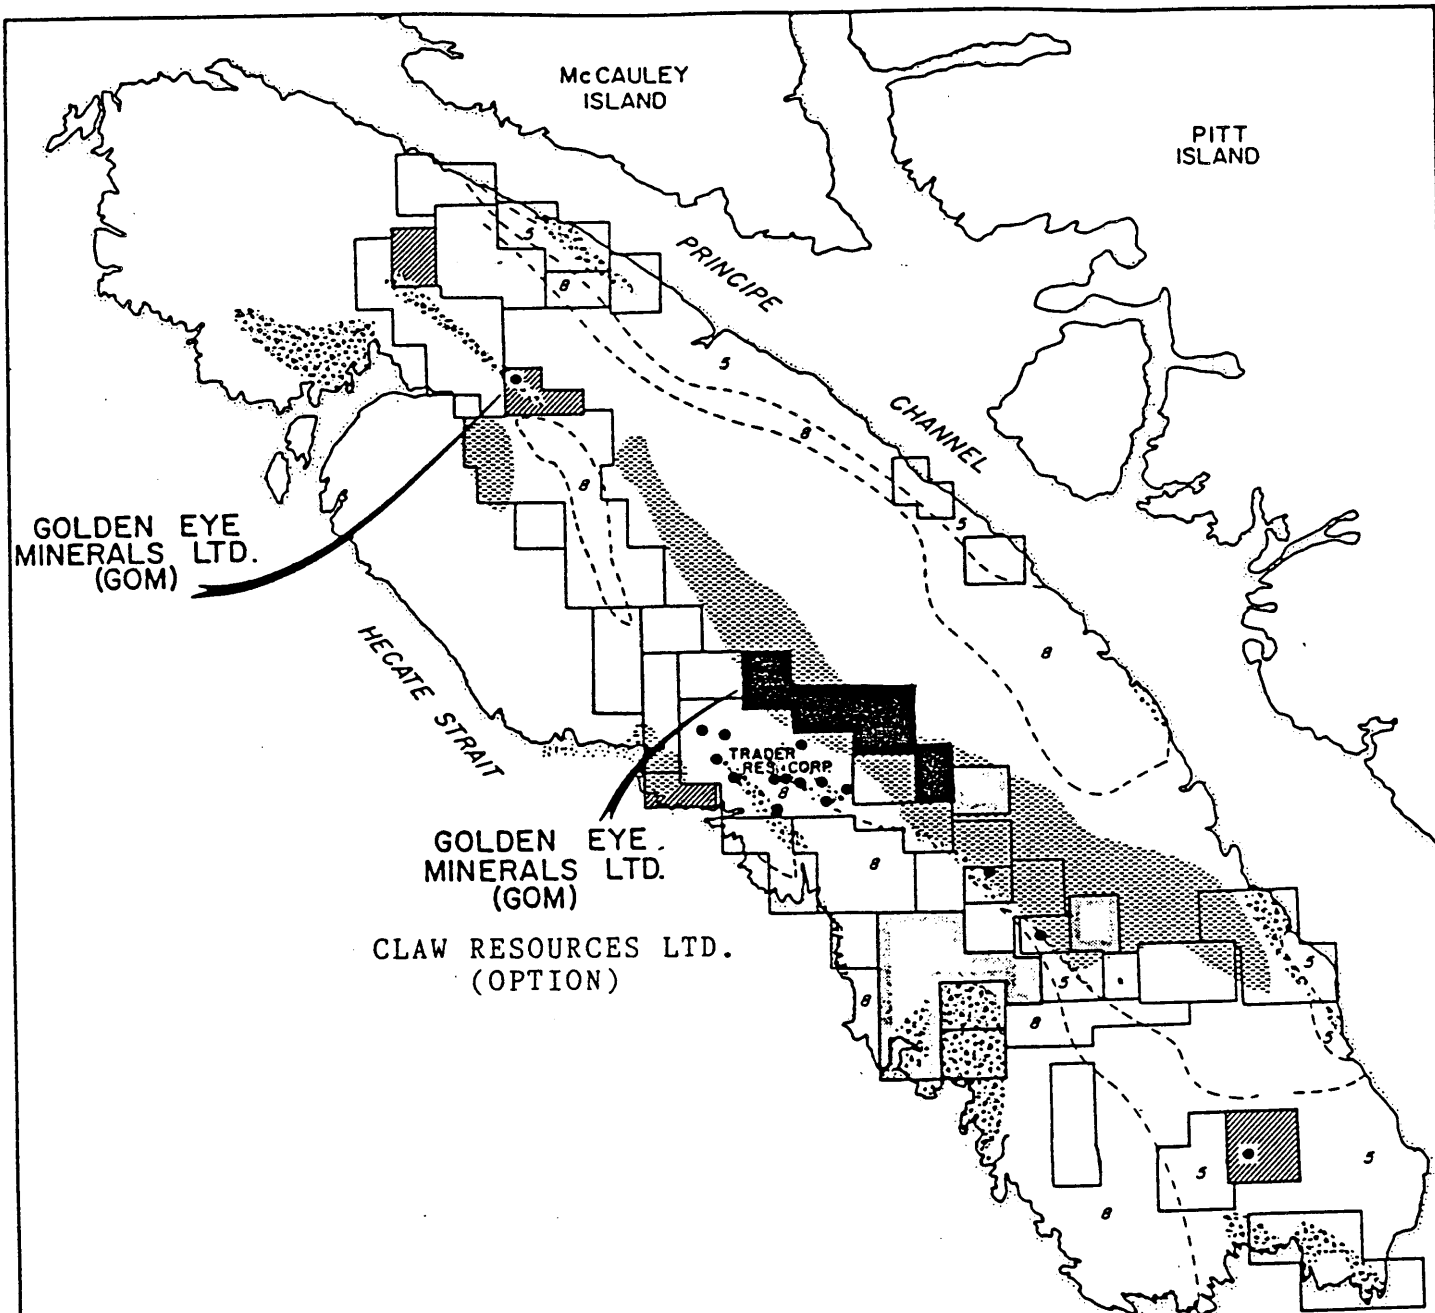 McCAULEY
ISLAND
PITT
ISLAND
PRINCIPE
CHANNEL
5
8
5
8
8
5
8
GOLDEN EYE
MINERALS LTD.
(GOM)
HECATE STRAIT
TRADER
RES. CORP.
8
8
GOLDEN EYE.
MINERALS LTD.
(GOM)
CLAW RESOURCES LTD.
(OPTION)
5
5
8
8
5
5
5
8